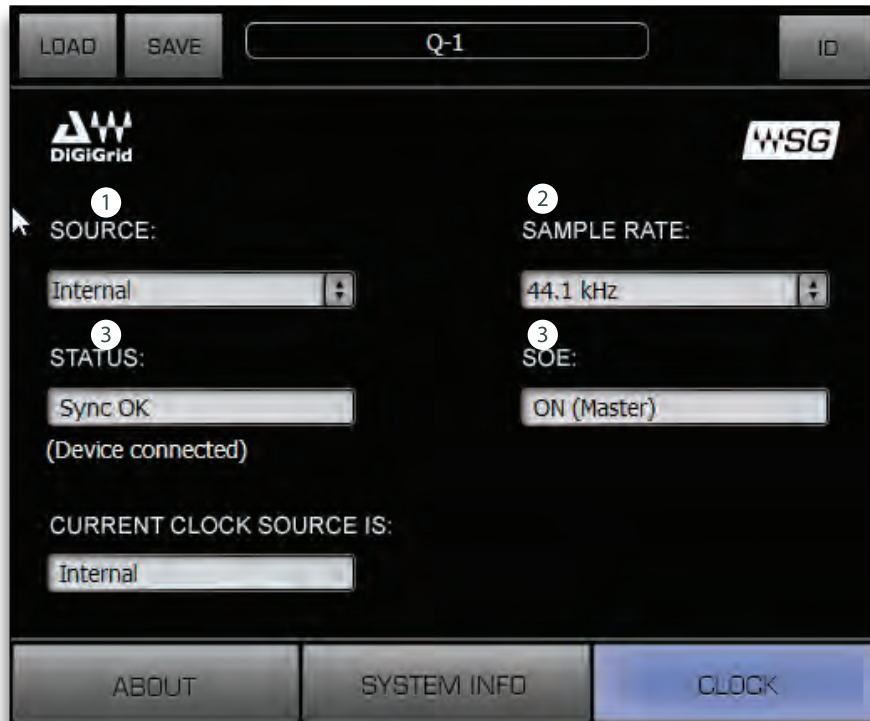 LOAD SAVE Q-1 ID
DiGiGrid WSG
1 2
SOURCE: SAMPLE RATE:
Internal 44.1 kHz
3 3
STATUS: SOE:
Sync OK ON (Master)
(Device connected)
CURRENT CLOCK SOURCE IS:
Internal
ABOUT SYSTEM INFO CLOCK